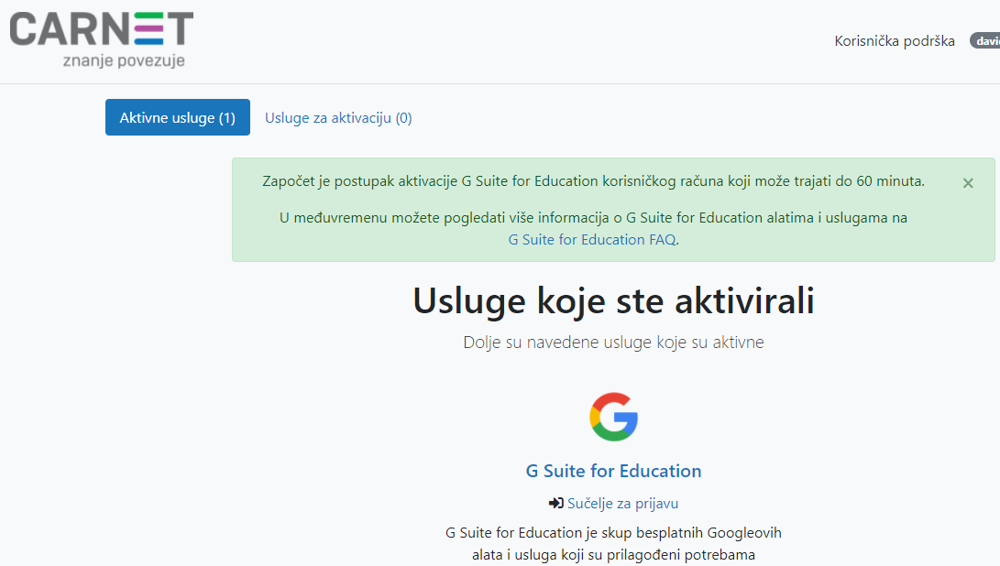 CARNET
znanje povezuje
Korisnička podrška
Aktivne usluge (1)
Usluge za aktivaciju (0)
Započet je postupak aktivacije G Suite for Education korisničkog računa koji može trajati do 60 minuta.
×
U međuvremenu možete pogledati više informacija o G Suite for Education alatima i uslugama na
G Suite for Education FAQ.
Usluge koje ste aktivirali
Dolje su navedene usluge koje su aktivne
G Suite for Education
Sučelje za prijavu
G Suite for Education je skup besplatnih Googleovih
alata i usluga koji su prilagođeni potrebama